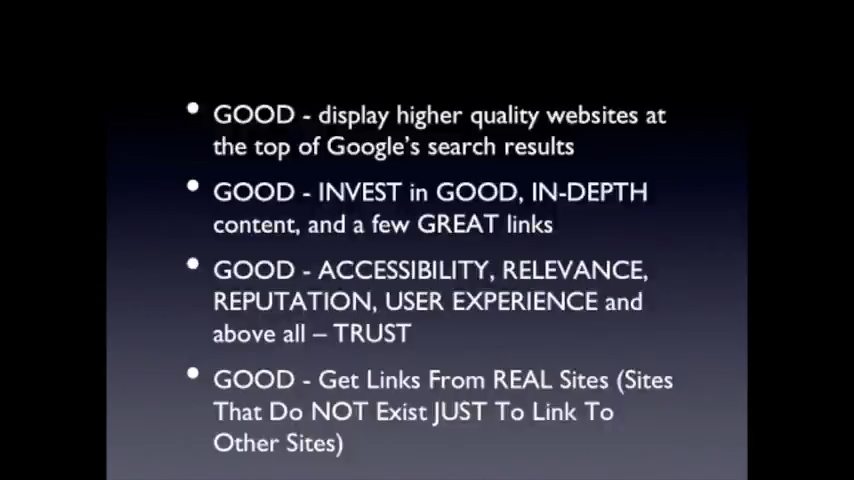 • GOOD - display higher quality websites at
the top of Google's search results
• GOOD - INVEST in GOOD, IN-DEPTH
content, and a few GREAT links
• GOOD - ACCESSIBILITY, RELEVANCE,
REPUTATION, USER EXPERIENCE and
above all – TRUST
• GOOD - Get Links From REAL Sites (Sites
That Do NOT Exist JUST To Link To
Other Sites)